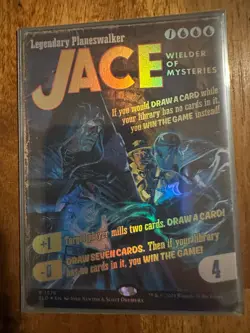 Legendary Planeswalker
JACE
WIELDER
OF
MYSTERIES
If you would DRAW A CARD while
your library has no cards in it,
you WIN THE GAME instead!
+1
Target player mills two cards. DRAW A CARD!
-8
DRAW SEVEN CARDS. Then if your library
has no cards in it, you WIN THE GAME!
4